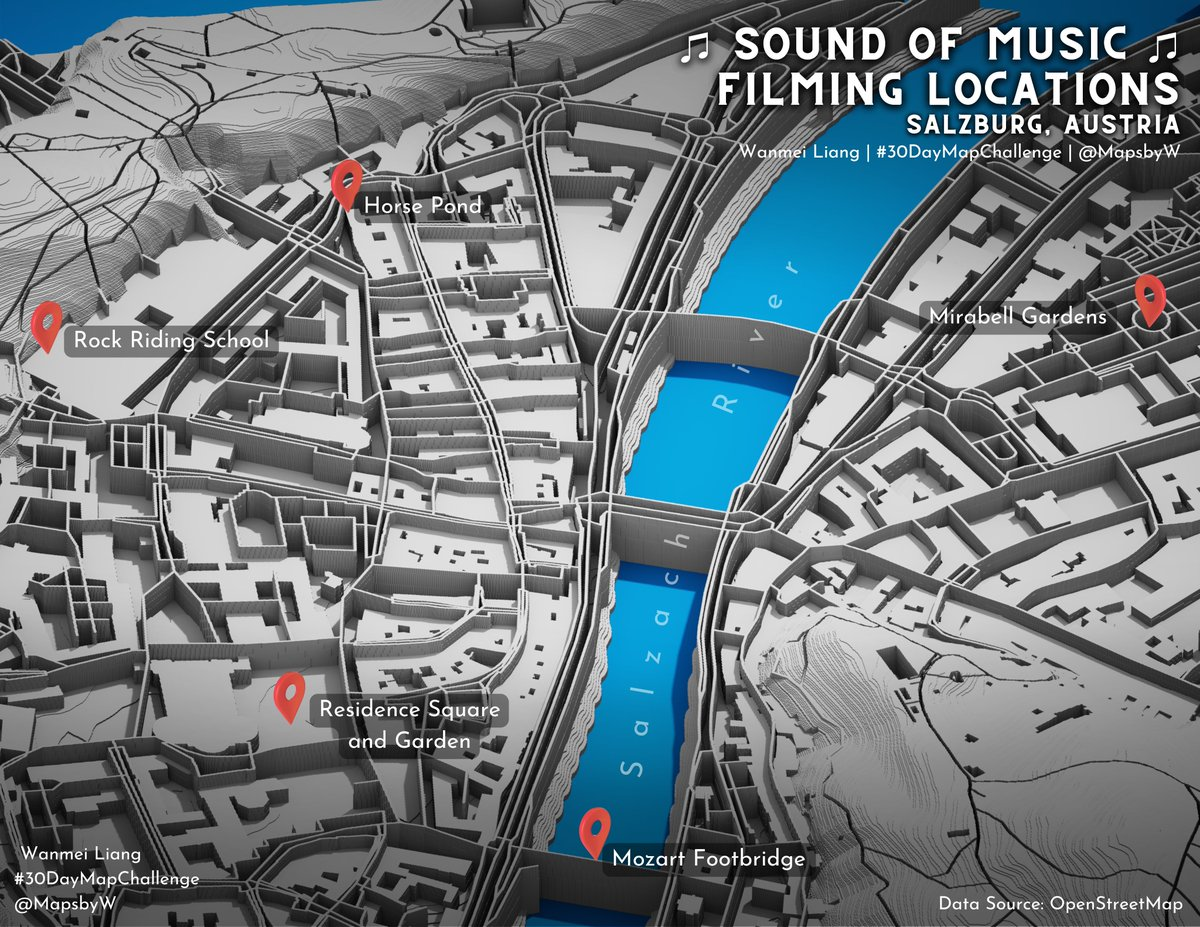 ♫ SOUND OF MUSIC ♫
FILMING LOCATIONS
SALZBURG, AUSTRIA
Wanmei Liang | #30DayMapChallenge | @MapsbyW
Horse Pond
Rock Riding School
Mirabell Gardens
Salzach River
Residence Square
and Garden
Mozart Footbridge
Wanmei Liang
#30DayMapChallenge
@MapsbyW
Data Source: OpenStreetMap